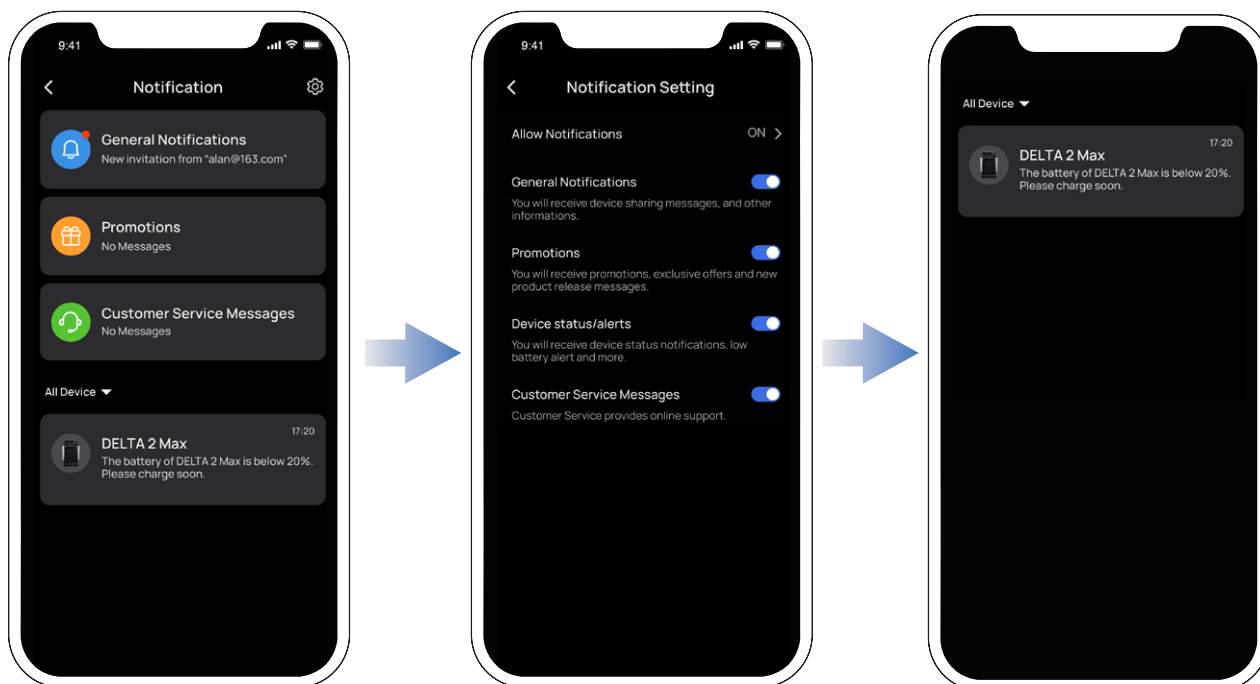 9:41
Notification
General Notifications
New invitation from "alan@163.com"
Promotions
No Messages
Customer Service Messages
No Messages
All Device
17:20
DELTA 2 Max
The battery of DELTA 2 Max is below 20%.
Please charge soon.
9:41
Notification Setting
Allow Notifications ON
General Notifications
You will receive device sharing messages, and other
informations.
Promotions
You will receive promotions, exclusive offers and new
product release messages.
Device status/alerts
You will receive device status notifications, low
battery alert and more.
Customer Service Messages
Customer Service provides online support.
All Device
17:20
DELTA 2 Max
The battery of DELTA 2 Max is below 20%.
Please charge soon.